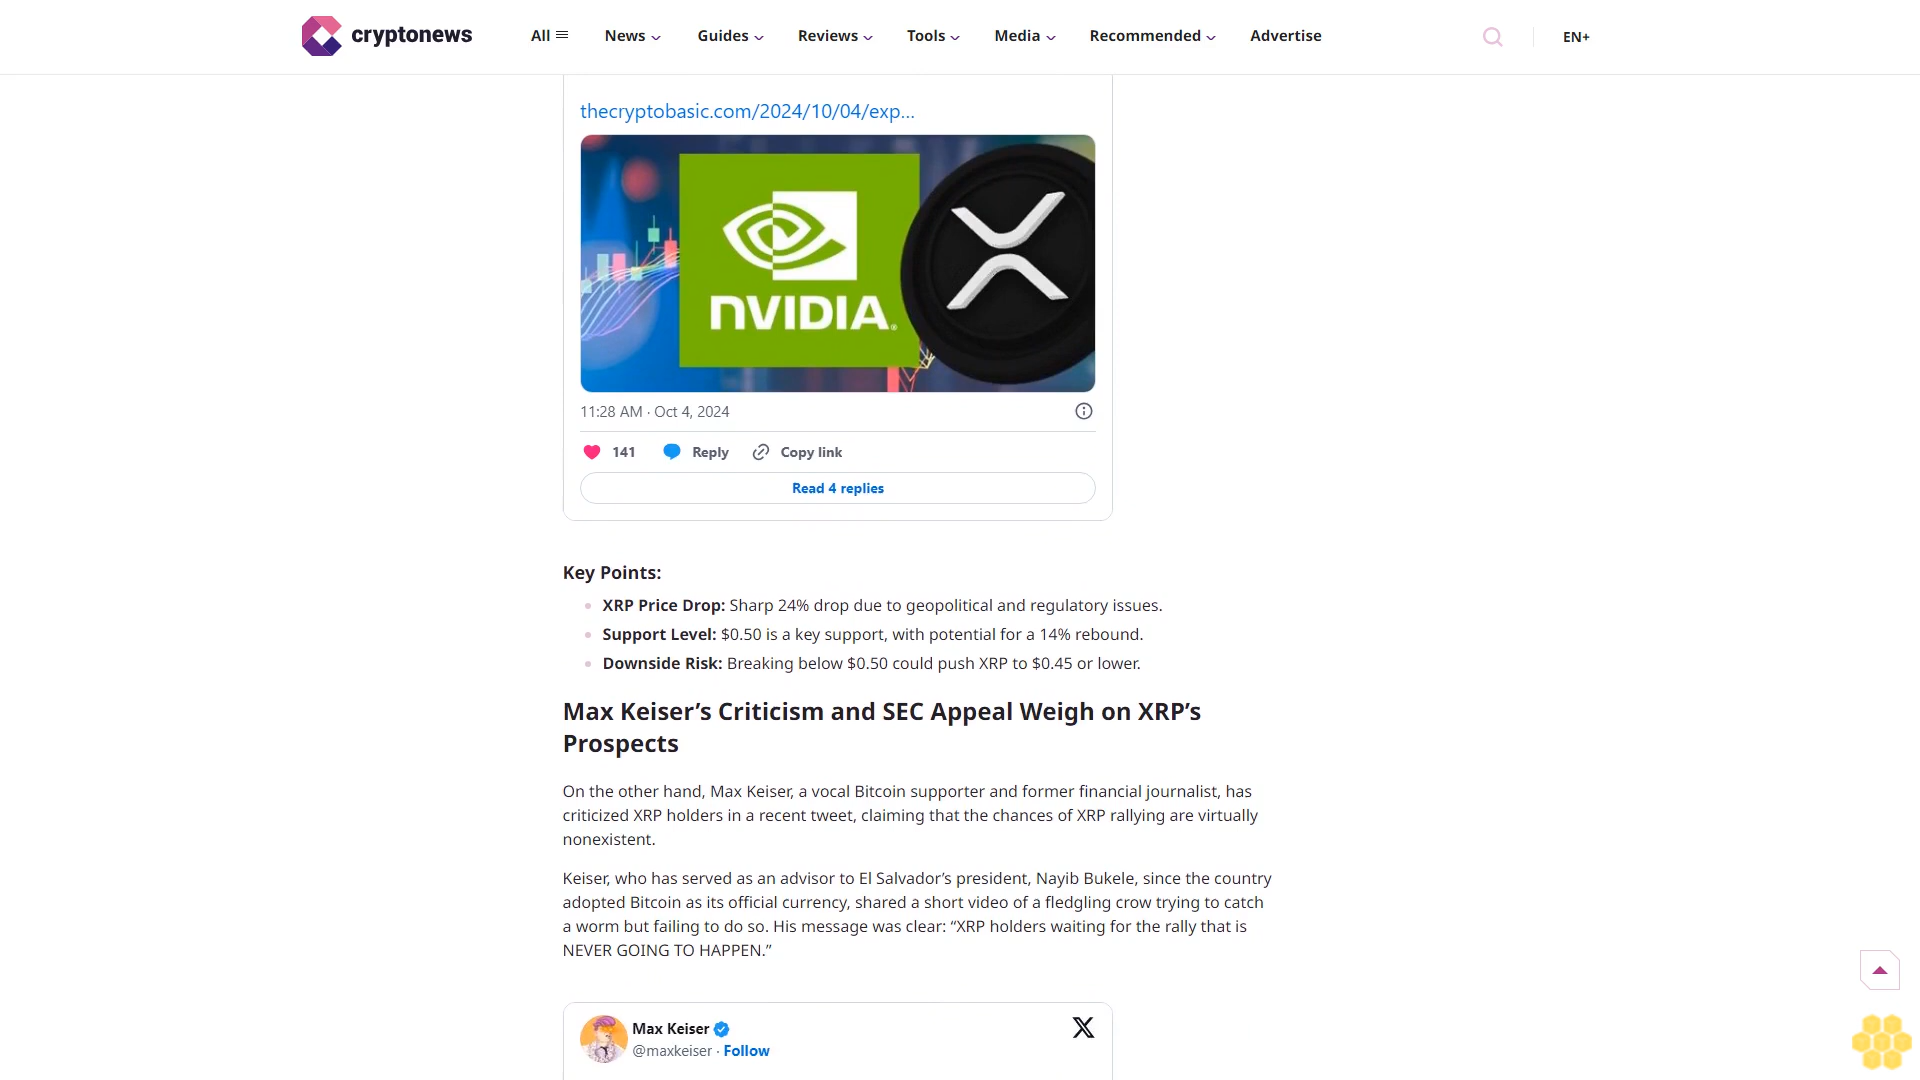 cryptonews
All
News
Guides
Reviews
Tools
Media
Recommended
Advertise
EN+
thecryptobasic.com/2024/10/04/exp...
NVIDIA.
11:28 AM · Oct 4, 2024
141
Reply
Copy link
Read 4 replies
Key Points:
XRP Price Drop: Sharp 24% drop due to geopolitical and regulatory issues.
Support Level: $0.50 is a key support, with potential for a 14% rebound.
Downside Risk: Breaking below $0.50 could push XRP to $0.45 or lower.
Max Keiser’s Criticism and SEC Appeal Weigh on XRP’s
Prospects
On the other hand, Max Keiser, a vocal Bitcoin supporter and former financial journalist, has
criticized XRP holders in a recent tweet, claiming that the chances of XRP rallying are virtually
nonexistent.
Keiser, who has served as an advisor to El Salvador’s president, Nayib Bukele, since the country
adopted Bitcoin as its official currency, shared a short video of a fledgling crow trying to catch
a worm but failing to do so. His message was clear: “XRP holders waiting for the rally that is
NEVER GOING TO HAPPEN.”
Max Keiser
@maxkeiser · Follow